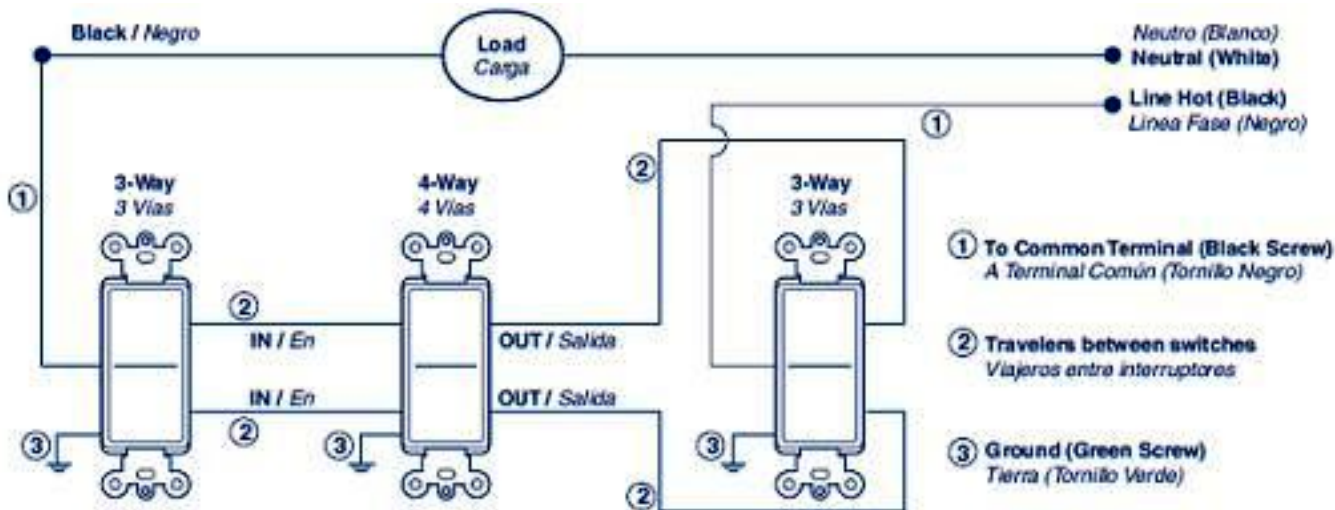 Black / Negro
Load
Carga
Neutro (Blanco)
Neutral (White)
Line Hot (Black)
Linea Fase (Negro)
1
2
1
3-Way
3 Vías
4-Way
4 Vías
3-Way
3 Vías
1 To Common Terminal (Black Screw)
A Terminal Común (Tornillo Negro)
2
IN / En
OUT / Salida
2 Travelers between switches
Viajeros entre interruptores
IN / En
OUT / Salida
2
3
3
3
3 Ground (Green Screw)
Tierra (Tornillo Verde)
2